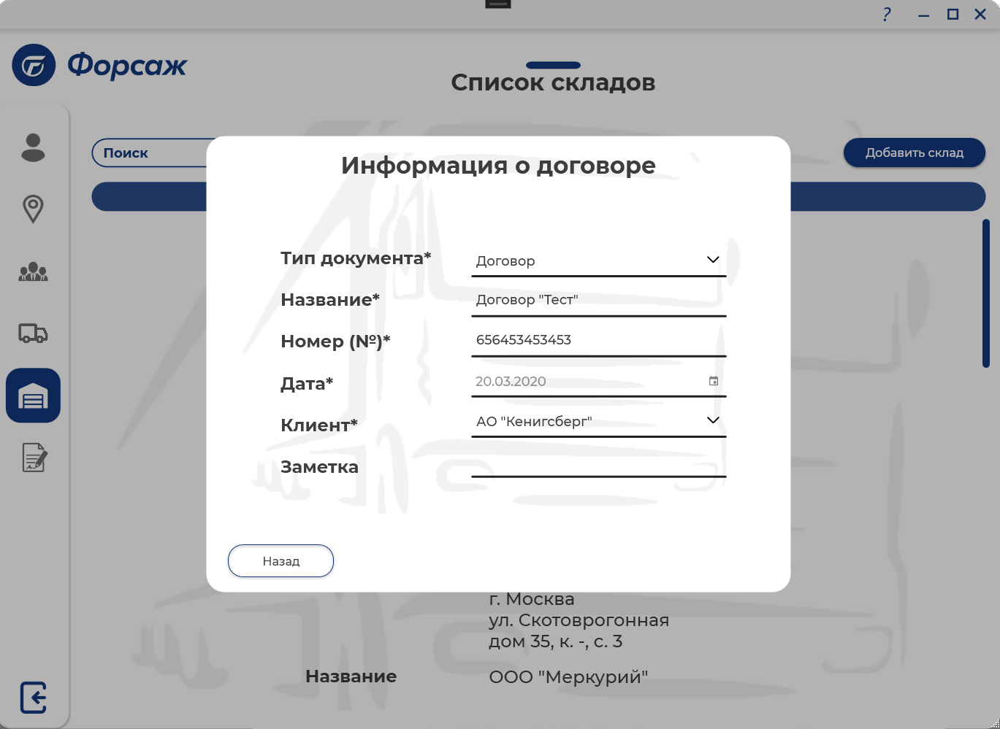 ?
Форсаж
Список складов
Поиск
Добавить склад
Информация о договоре
Тип документа*
Договор
Название*
Договор "Тест"
Номер (№)*
656453453453
Дата*
20.03.2020
Клиент*
АО "Кенигсберг"
Заметка
Назад
г. Москва
ул. Скотоврогонная
дом 35, к. -, с. 3
Название
ООО "Меркурий"